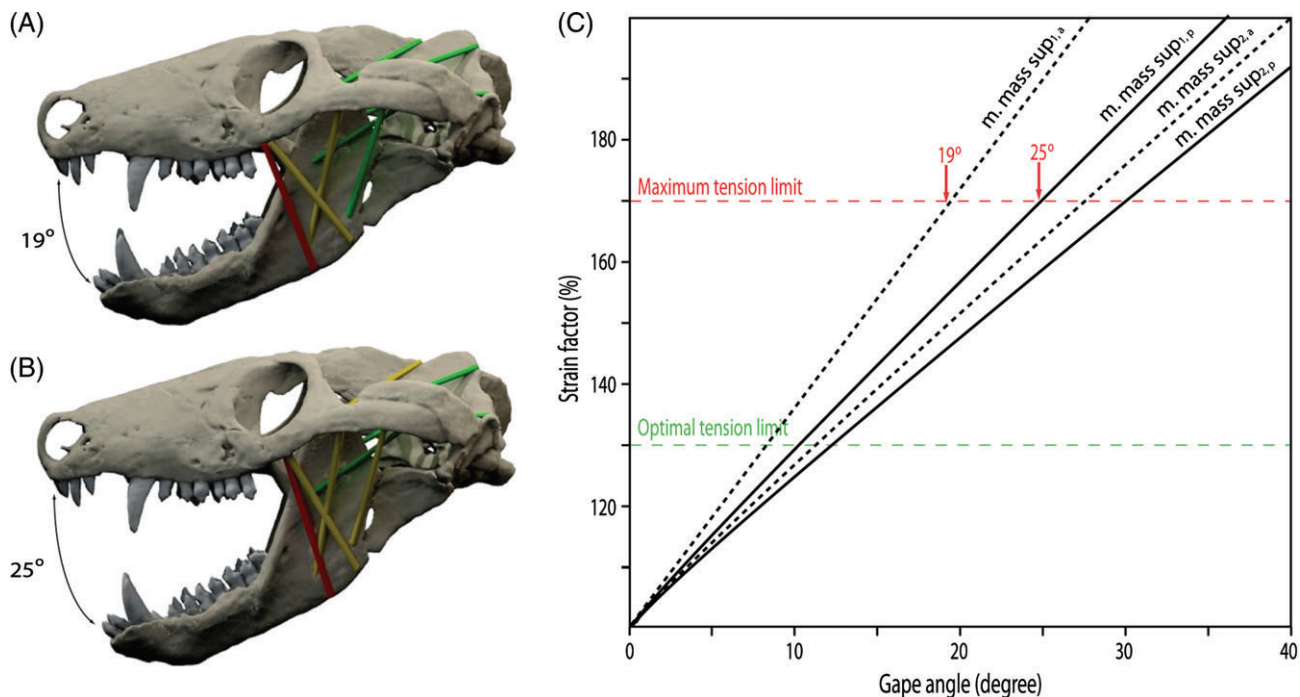 (A)
19°
(B)
25°
(C)
Strain factor (%)
180
160
140
120
m. mass sup₁,ₐ
m. mass sup₁,ₚ
m. mass sup₂,ₐ
m. mass sup₂,ₚ
19°
25°
Maximum tension limit
Optimal tension limit
0
10
20
30
40
Gape angle (degree)